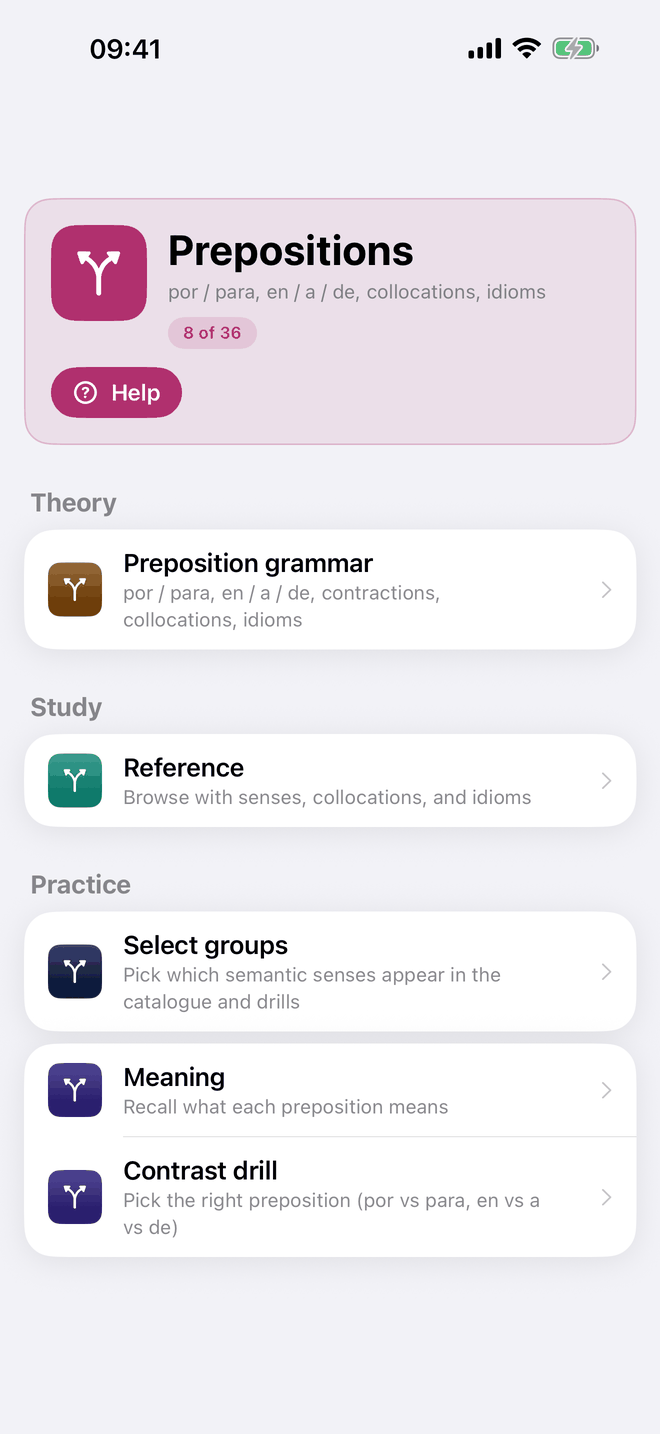 09:41
Prepositions
por / para, en / a / de, collocations, idioms
8 of 36
Help
Theory
Preposition grammar
por / para, en / a / de, contractions,
collocations, idioms
Study
Reference
Browse with senses, collocations, and idioms
Practice
Select groups
Pick which semantic senses appear in the
catalogue and drills
Meaning
Recall what each preposition means
Contrast drill
Pick the right preposition (por vs para, en vs a
vs de)